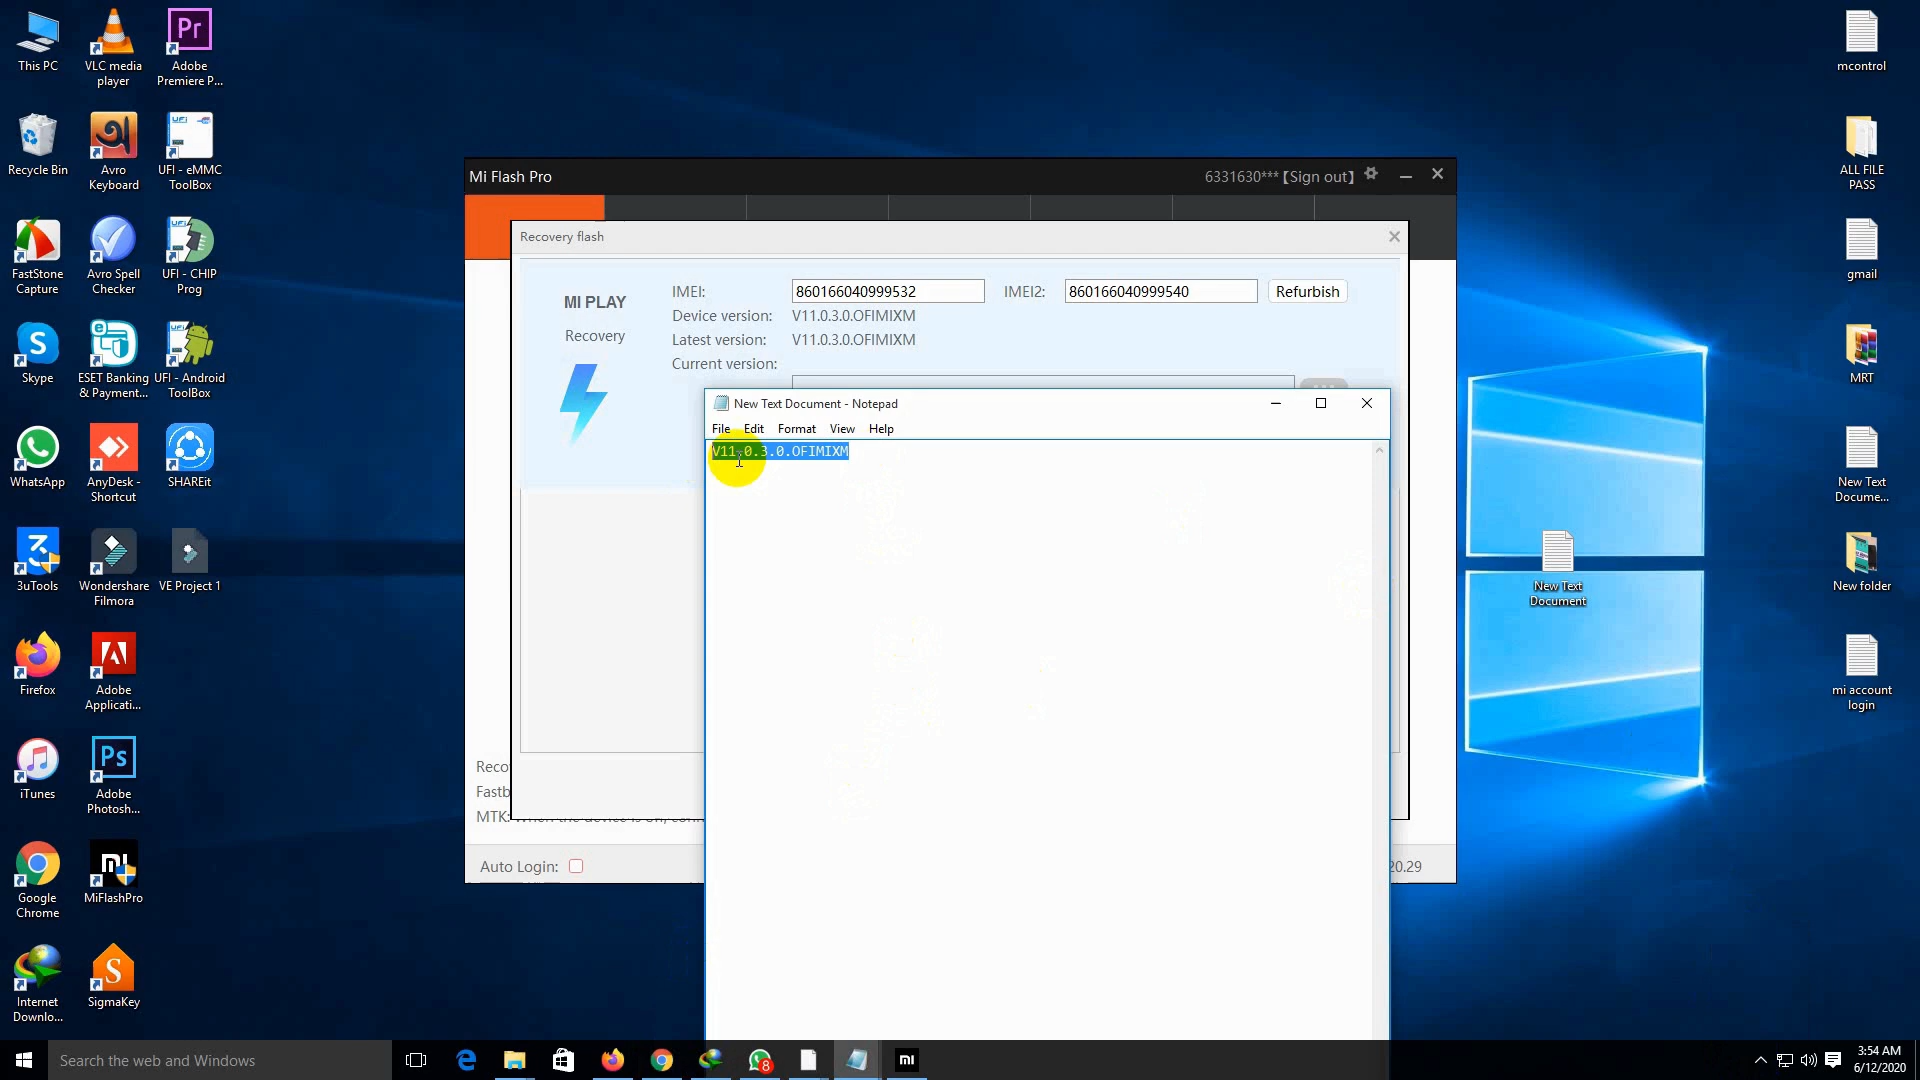 This PC
VLC media
player
Adobe
Premiere P...
Recycle Bin
Avro
Keyboard
UFI - eMMC
ToolBox
FastStone
Capture
Avro Spell
Checker
UFI - CHIP
Prog
Skype
ESET Banking
& Payment...
UFI - Android
ToolBox
WhatsApp
AnyDesk -
Shortcut
SHAREit
3uTools
Wondershare
Filmora
VE Project 1
Firefox
Adobe
Applicati...
iTunes
Adobe
Photosh...
Google
Chrome
MiFlashPro
Internet
Downlo...
SigmaKey
Mi Flash Pro
6331630***【Sign out】
Recovery flash
MI PLAY
Recovery
IMEI: 860166040999532 IMEI2: 860166040999540 Refurbish
Device version: V11.0.3.0.OFIMIXM
Latest version: V11.0.3.0.OFIMIXM
Current version:
New Text Document - Notepad
File Edit Format View Help
V11.0.3.0.OFIMIXM
Reco
Fastb
MTK:
Auto Login:
20.29
mcontrol
ALL FILE
PASS
gmail
MRT
New Text
Docume...
New folder
mi account
login
New Text
Document
Search the web and Windows
8
3:54 AM
6/12/2020